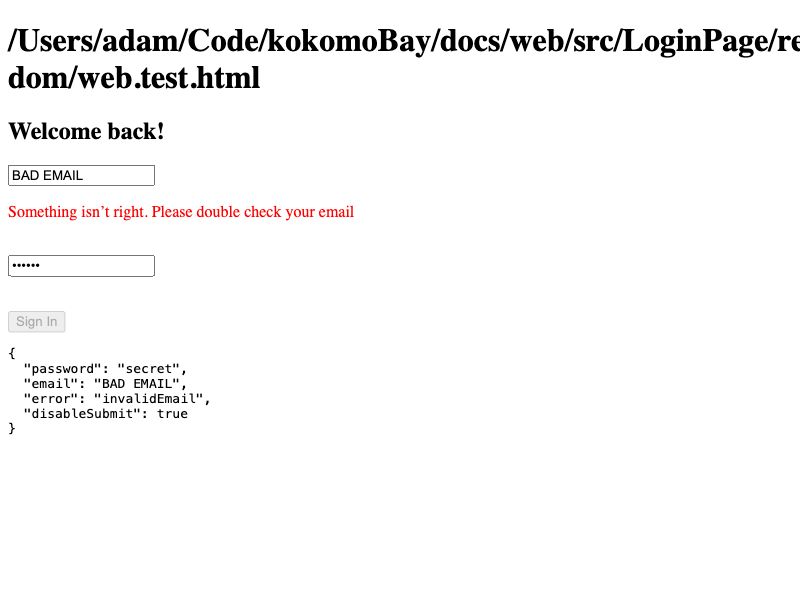 /Users/adam/Code/kokomoBay/docs/web/src/LoginPage/re
dom/web.test.html
Welcome back!
BAD EMAIL
Something isn’t right. Please double check your email
••••••
Sign In
{
  "password": "secret",
  "email": "BAD EMAIL",
  "error": "invalidEmail",
  "disableSubmit": true
}